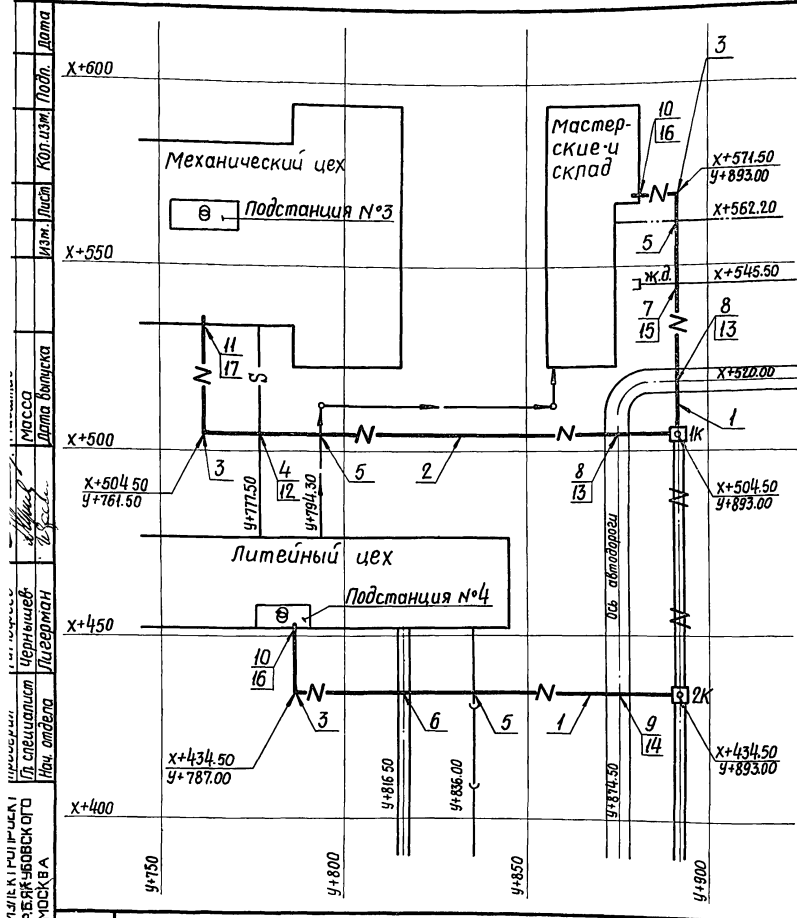 X+600
3
10
16
Мастер-
ские и
склад
X+571.50
У+893.00
Механический цех
Подстанция №3
X+562.20
5
X+550
ж.д.
X+545.50
7
15
8
13
11
17
S
X+520.00
1
X+500
1К
X+504.50
У+761.50
3
4
12
5
2
8
13
X+504.50
У+893.00
У+777.50
У+794.30
Литейный цех
Ось автодороги
Подстанция №4
X+450
10
16
3
6
5
1
9
14
2К
X+434.50
У+787.00
X+434.50
У+893.00
У+816.50
У+836.00
У+874.50
X+400
У+750
У+800
У+850
У+900
Изм.
Лист
Кол.изм.
Подп.
Дата
Масса
Дата выпуска
Гл. специалист
Чернышев
Нач. отдела
Лигерман
МОСКВА